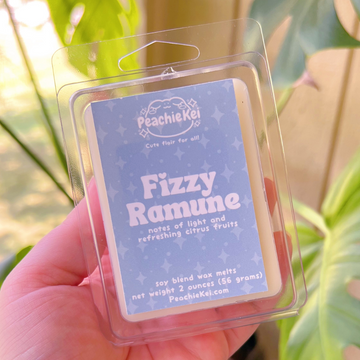 PeachieKei
Cute flair for all!
Fizzy
Ramune
notes of light and
refreshing citrus fruits
soy blend wax melts
net weight 2 ounces (56 grams)
PeachieKei.com